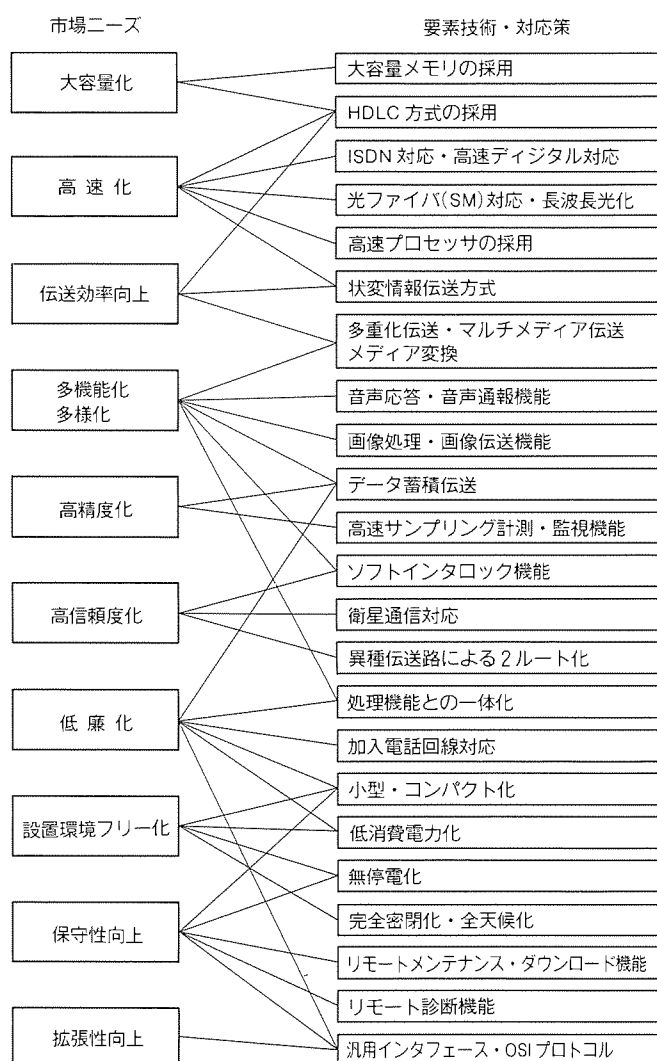 市場ニーズ
要素技術・対応策
大容量化
高速化
伝送効率向上
多機能化
多様化
高精度化
高信頼度化
低廉化
設置環境フリー化
保守性向上
拡張性向上
大容量メモリの採用
HDLC方式の採用
ISDN対応・高速ディジタル対応
光ファイバ(SM)対応・長波長光化
高速プロセッサの採用
状変情報伝送方式
多重化伝送・マルチメディア伝送
メディア変換
音声応答・音声通報機能
画像処理・画像伝送機能
データ蓄積伝送
高速サンプリング計測・監視機能
ソフトインタロック機能
衛星通信対応
異種伝送路による2ルート化
処理機能との一体化
加入電話回線対応
小型・コンパクト化
低消費電力化
無停電化
完全密閉化・全天候化
リモートメンテナンス・ダウンロード機能
リモート診断機能
汎用インタフェース・OSIプロトコル